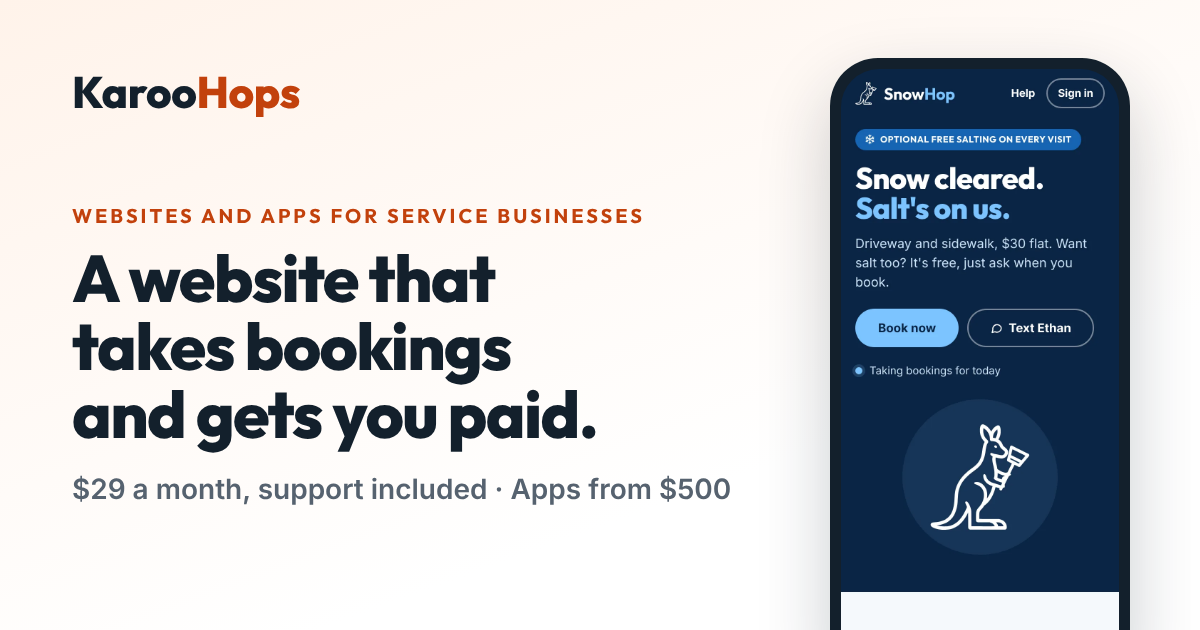 KarooHops
WEBSITES AND APPS FOR SERVICE BUSINESSES
A website that
takes bookings
and gets you paid.
$29 a month, support included · Apps from $500
SnowHop
Help
Sign in
OPTIONAL FREE SALTING ON EVERY VISIT
Snow cleared.
Salt's on us.
Driveway and sidewalk, $30 flat. Want
salt too? It's free, just ask when you
book.
Book now
Text Ethan
Taking bookings for today